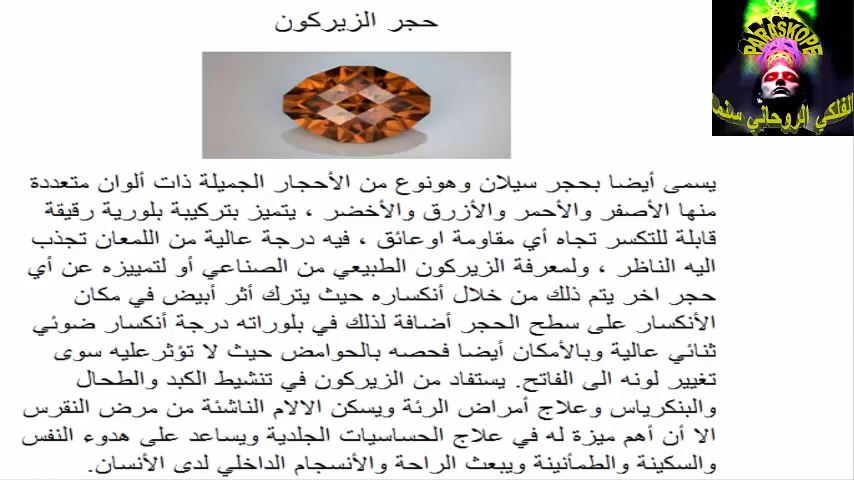 حجر الزيركون
PARASKOPE
الفلكي الروحاني سنما
يسمى أيضا بحجر سيلان وهونوع من الأحجار الجميلة ذات ألوان متعددة
منها الأصفر والأحمر والأزرق والأخضر ، يتميز بتركيبة بلورية رقيقة
قابلة للتكسر تجاه أي مقاومة اوعائق ، فيه درجة عالية من اللمعان تجذب
اليه الناظر ، ولمعرفة الزيركون الطبيعي من الصناعي أو لتمييزه عن أي
حجر اخر يتم ذلك من خلال أنكساره حيث يترك أثر أبيض في مكان
الأنكسار على سطح الحجر أضافة لذلك في بلوراته درجة أنكسار ضوئي
ثنائي عالية وبالأمكان أيضا فحصه بالحوامض حيث لا تؤثرعليه سوى
تغيير لونه الى الفاتح. يستفاد من الزيركون في تنشيط الكبد والطحال
والبنكرياس وعلاج أمراض الرئة ويسكن الالام الناشئة من مرض النقرس
الا أن أهم ميزة له في علاج الحساسيات الجلدية ويساعد على هدوء النفس
والسكينة والطمأنينة ويبعث الراحة والأنسجام الداخلي لدى الأنسان.